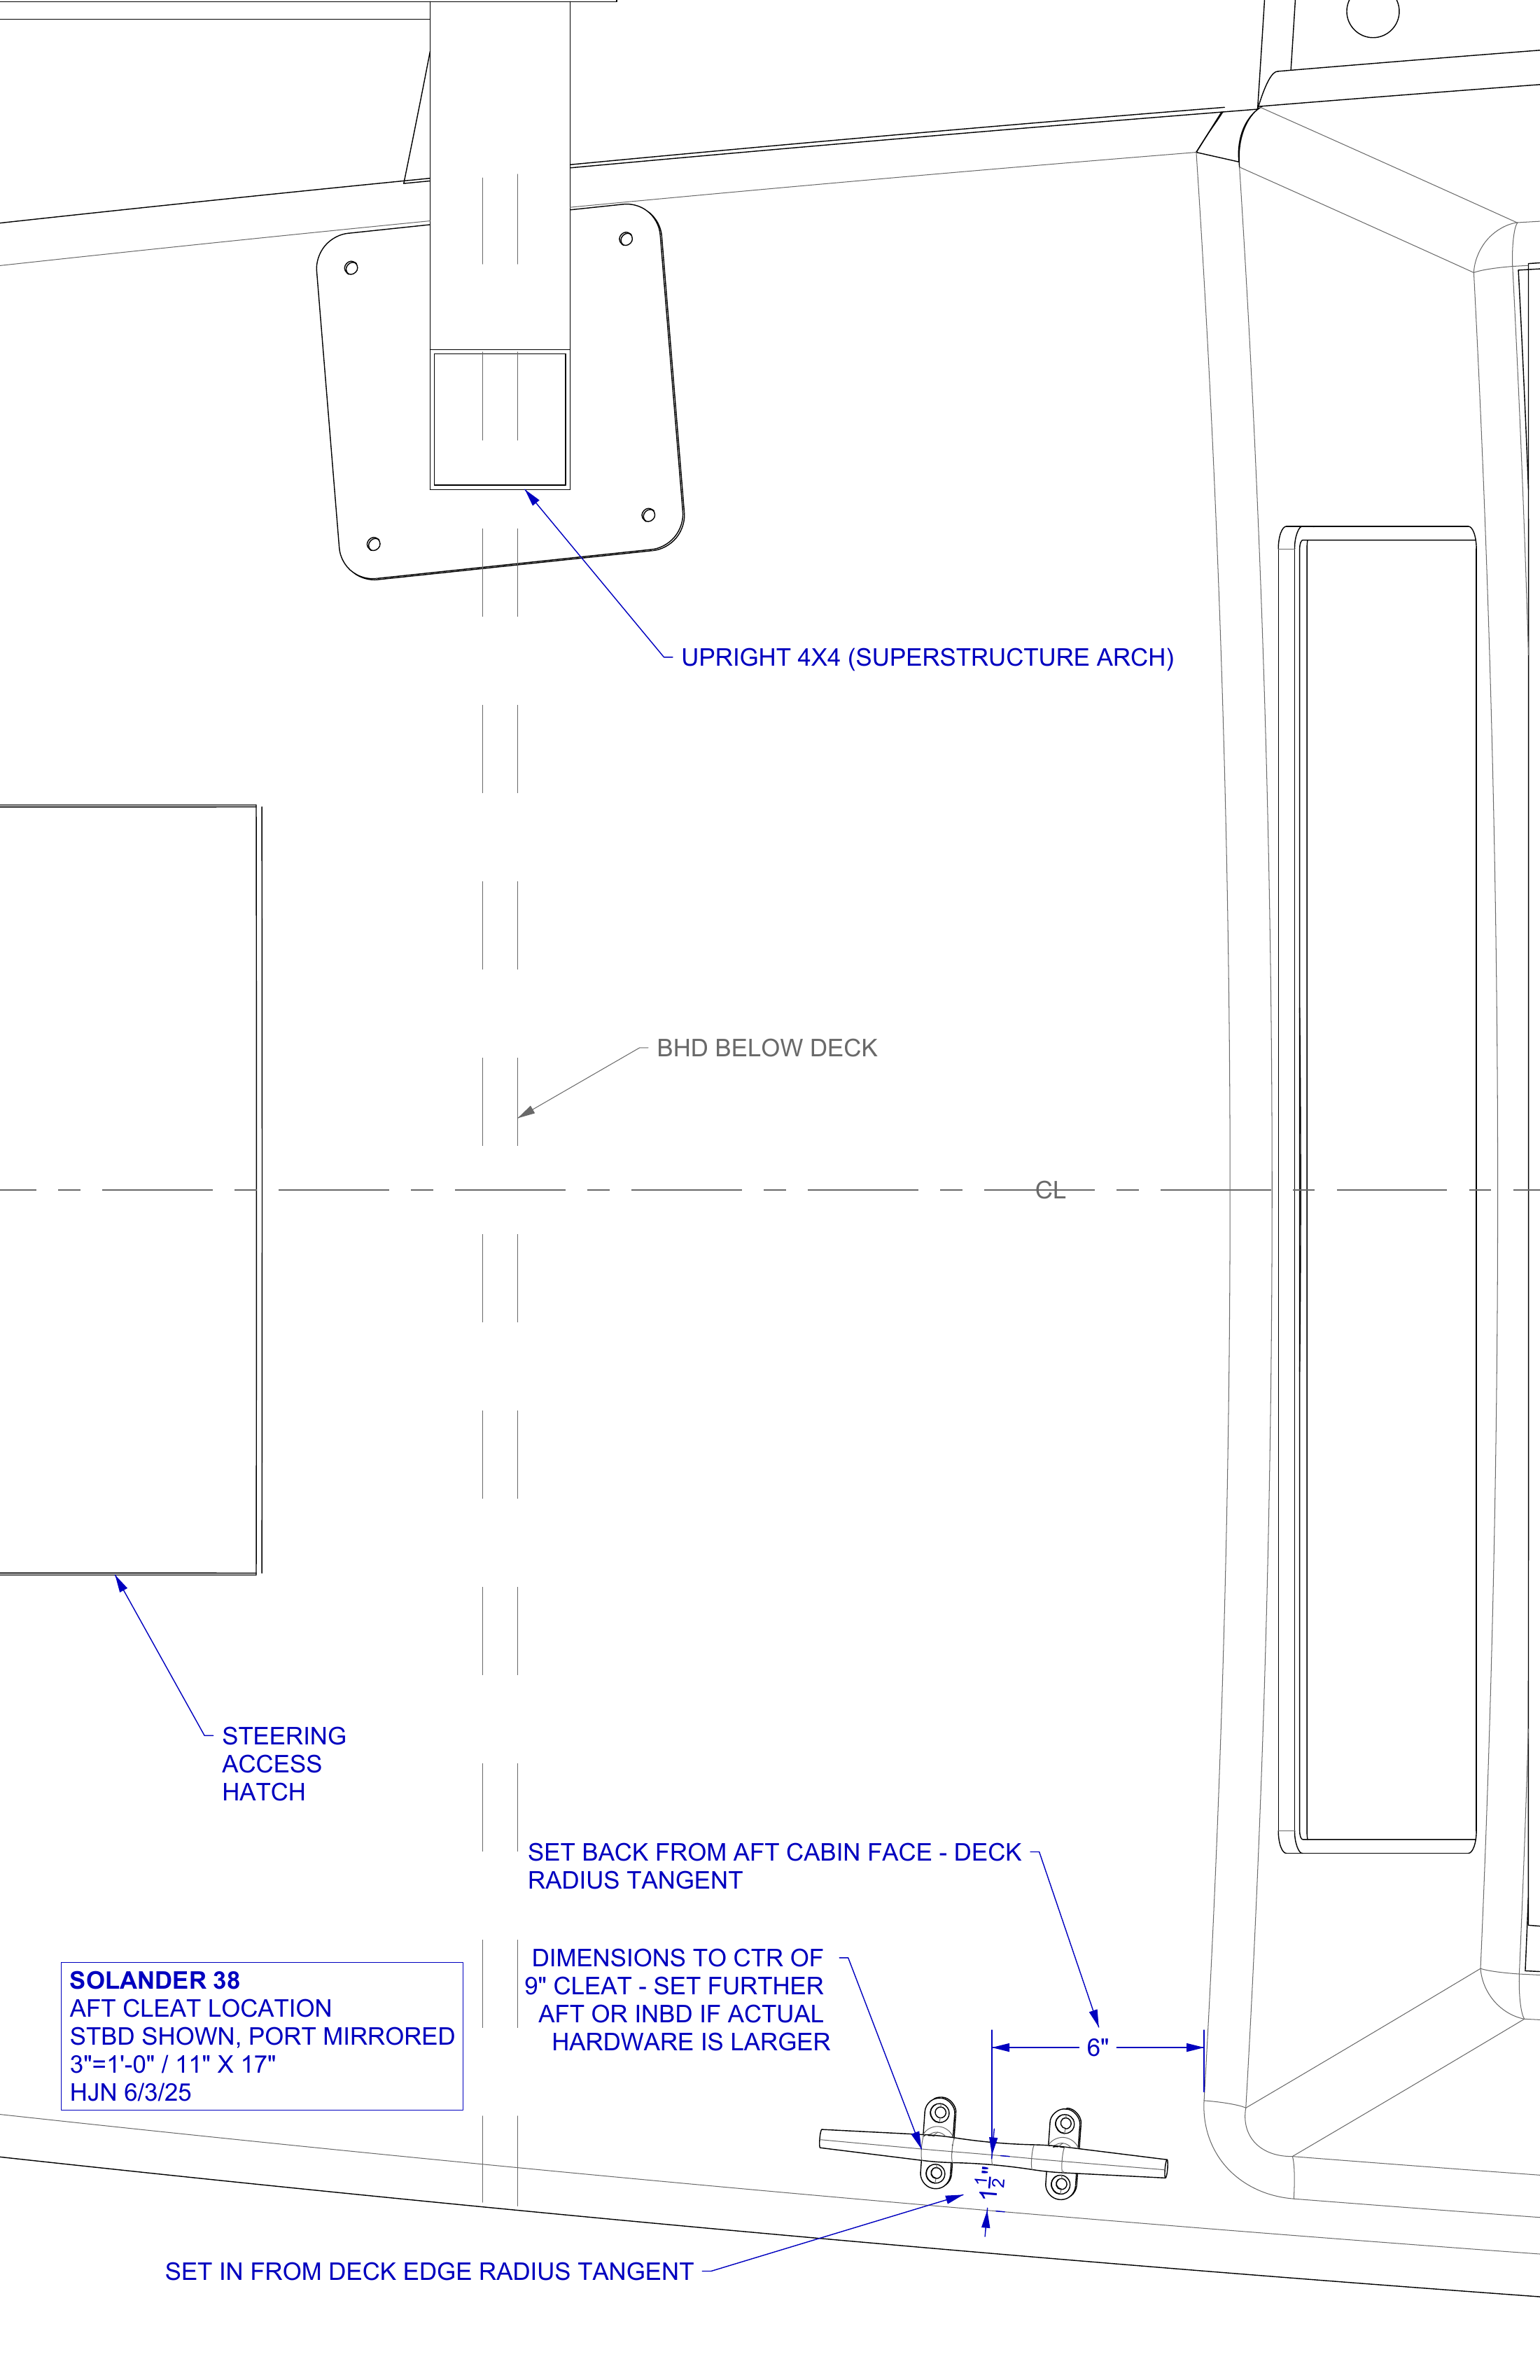 UPRIGHT 4X4 (SUPERSTRUCTURE ARCH)
BHD BELOW DECK
CL
STEERING
ACCESS
HATCH
SET BACK FROM AFT CABIN FACE - DECK
RADIUS TANGENT
DIMENSIONS TO CTR OF
9" CLEAT - SET FURTHER
AFT OR INBD IF ACTUAL
HARDWARE IS LARGER
6"
SOLANDER 38
AFT CLEAT LOCATION
STBD SHOWN, PORT MIRRORED
3"=1'-0" / 11" X 17"
HJN 6/3/25
1 1/2"
SET IN FROM DECK EDGE RADIUS TANGENT